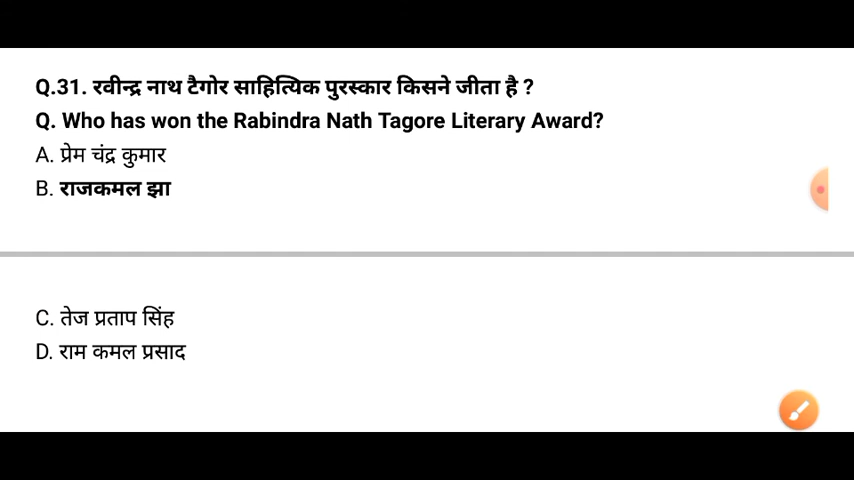 Q.31. रवीन्द्र नाथ टैगोर साहित्यिक पुरस्कार किसने जीता है ?
Q. Who has won the Rabindra Nath Tagore Literary Award?
A. प्रेम चंद्र कुमार
B. राजकमल झा
C. तेज प्रताप सिंह
D. राम कमल प्रसाद